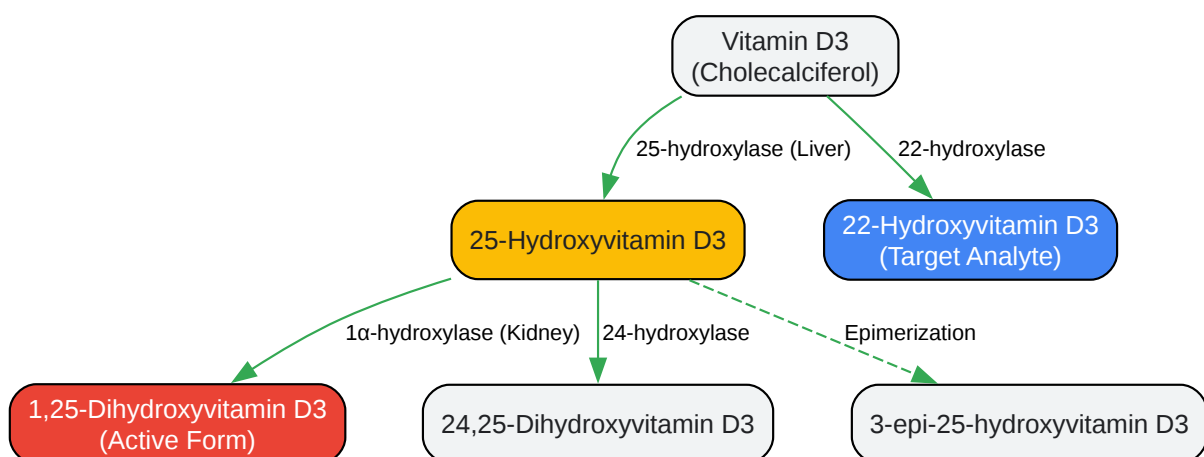 Vitamin D3
(Cholecalciferol)
25-hydroxylase (Liver)
22-hydroxylase
25-Hydroxyvitamin D3
22-Hydroxyvitamin D3
(Target Analyte)
1α-hydroxylase (Kidney)
24-hydroxylase
Epimerization
1,25-Dihydroxyvitamin D3
(Active Form)
24,25-Dihydroxyvitamin D3
3-epi-25-hydroxyvitamin D3